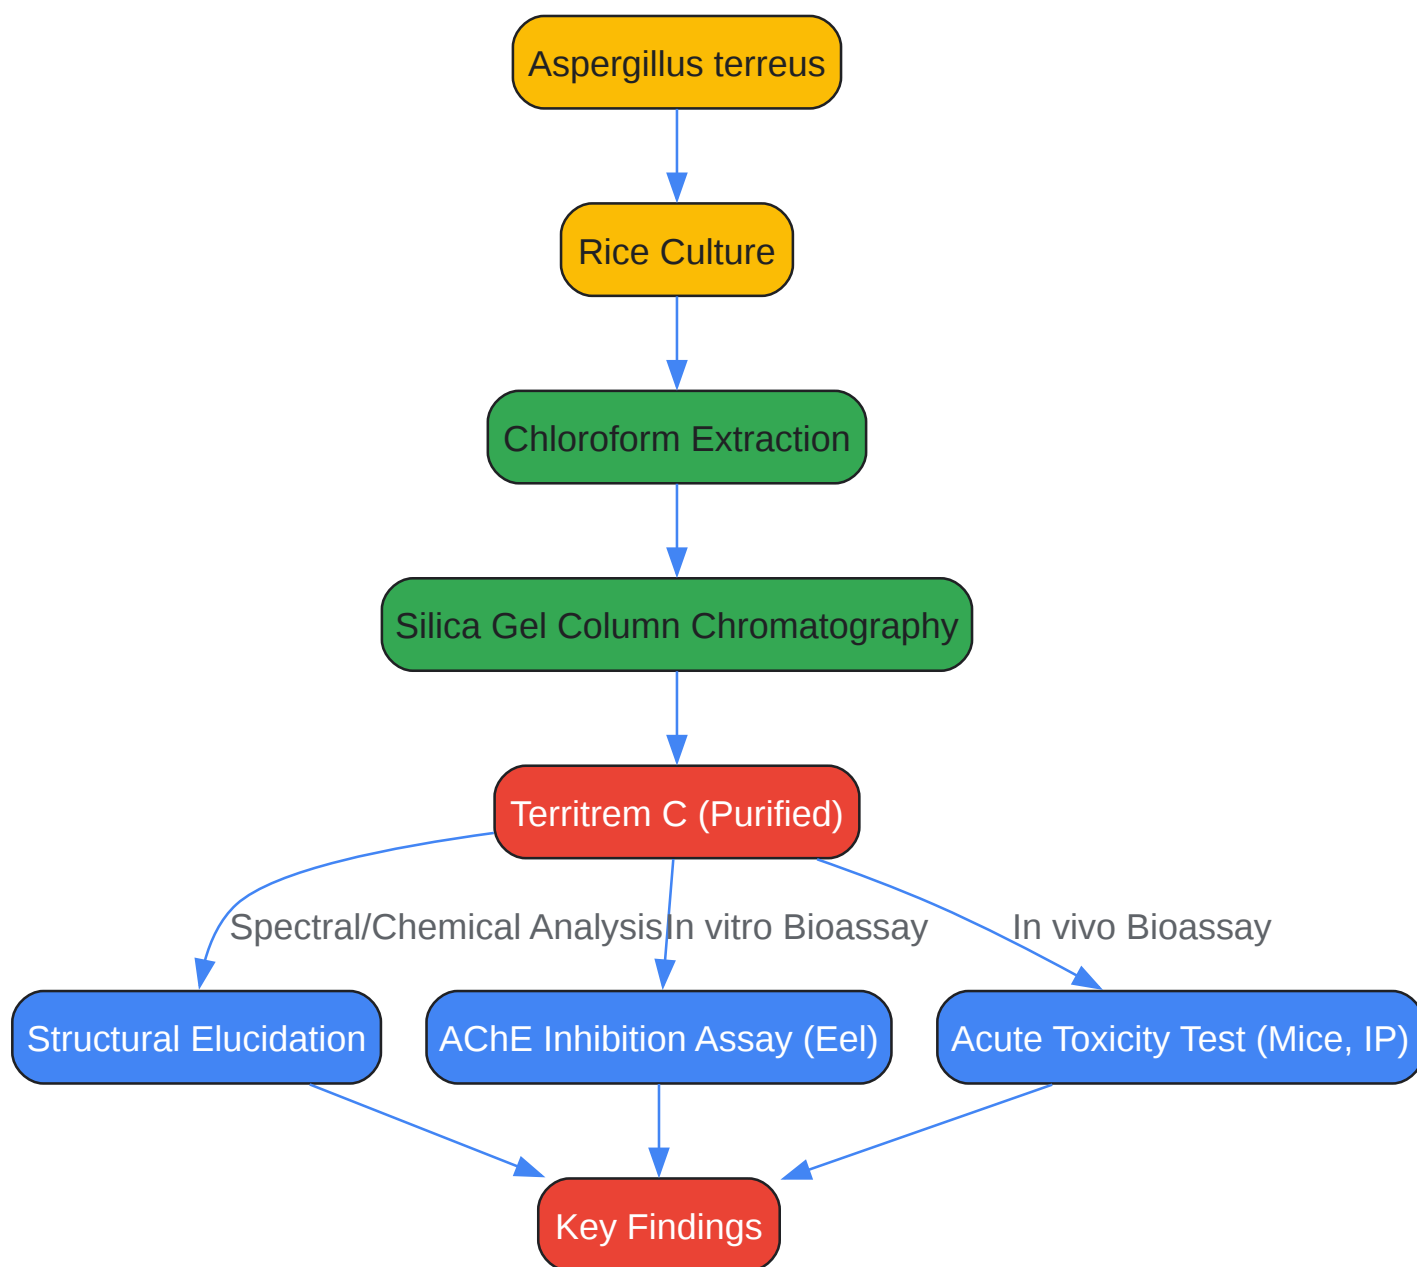 Aspergillus terreus
Rice Culture
Chloroform Extraction
Silica Gel Column Chromatography
Territrem C (Purified)
Spectral/Chemical Analysis
In vitro Bioassay
In vivo Bioassay
Structural Elucidation
AChE Inhibition Assay (Eel)
Acute Toxicity Test (Mice, IP)
Key Findings